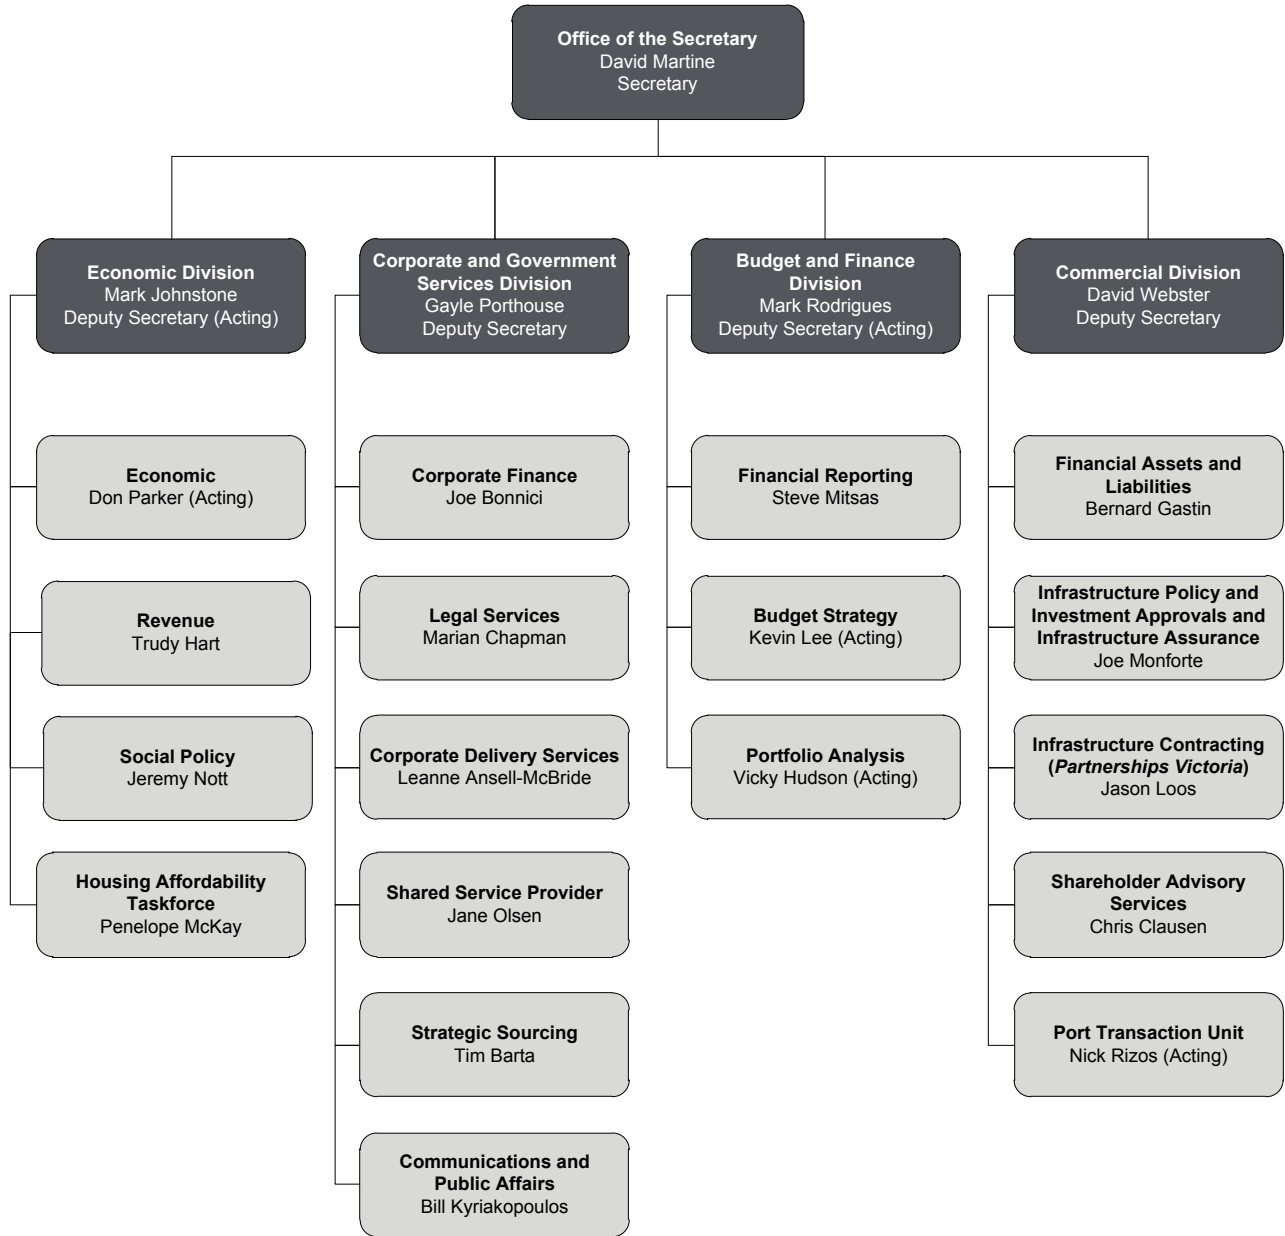 Office of the Secretary
David Martine
Secretary
Economic Division
Mark Johnstone
Deputy Secretary (Acting)
Corporate and Government
Services Division
Gayle Porthouse
Deputy Secretary
Budget and Finance
Division
Mark Rodrigues
Deputy Secretary (Acting)
Commercial Division
David Webster
Deputy Secretary
Economic
Don Parker (Acting)
Corporate Finance
Joe Bonnici
Financial Reporting
Steve Mitsas
Financial Assets and
Liabilities
Bernard Gastin
Revenue
Trudy Hart
Legal Services
Marian Chapman
Budget Strategy
Kevin Lee (Acting)
Infrastructure Policy and
Investment Approvals and
Infrastructure Assurance
Joe Monforte
Social Policy
Jeremy Nott
Corporate Delivery Services
Leanne Ansell-McBride
Portfolio Analysis
Vicky Hudson (Acting)
Infrastructure Contracting
(Partnerships Victoria)
Jason Loos
Housing Affordability
Taskforce
Penelope McKay
Shared Service Provider
Jane Olsen
Shareholder Advisory
Services
Chris Clausen
Strategic Sourcing
Tim Barta
Port Transaction Unit
Nick Rizos (Acting)
Communications and
Public Affairs
Bill Kyriakopoulos